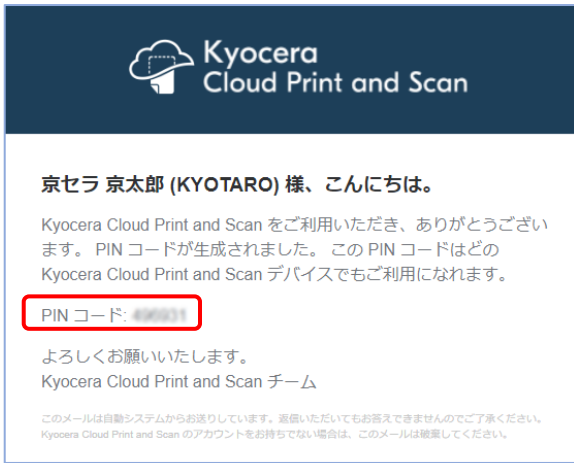 Kyocera
Cloud Print and Scan
京セラ 京太郎 (KYOTARO) 様、こんにちは。
Kyocera Cloud Print and Scan をご利用いただき、ありがとうござい
ます。 PIN コードが生成されました。 この PIN コードはどの
Kyocera Cloud Print and Scan デバイスでもご利用になれます。
PIN コード:
よろしくお願いいたします。
Kyocera Cloud Print and Scan チーム
このメールは自動システムからお送りしています。返信いただいてもお答えできませんのでご了承ください。
Kyocera Cloud Print and Scan のアカウントをお持ちでない場合は、このメールは破棄してください。